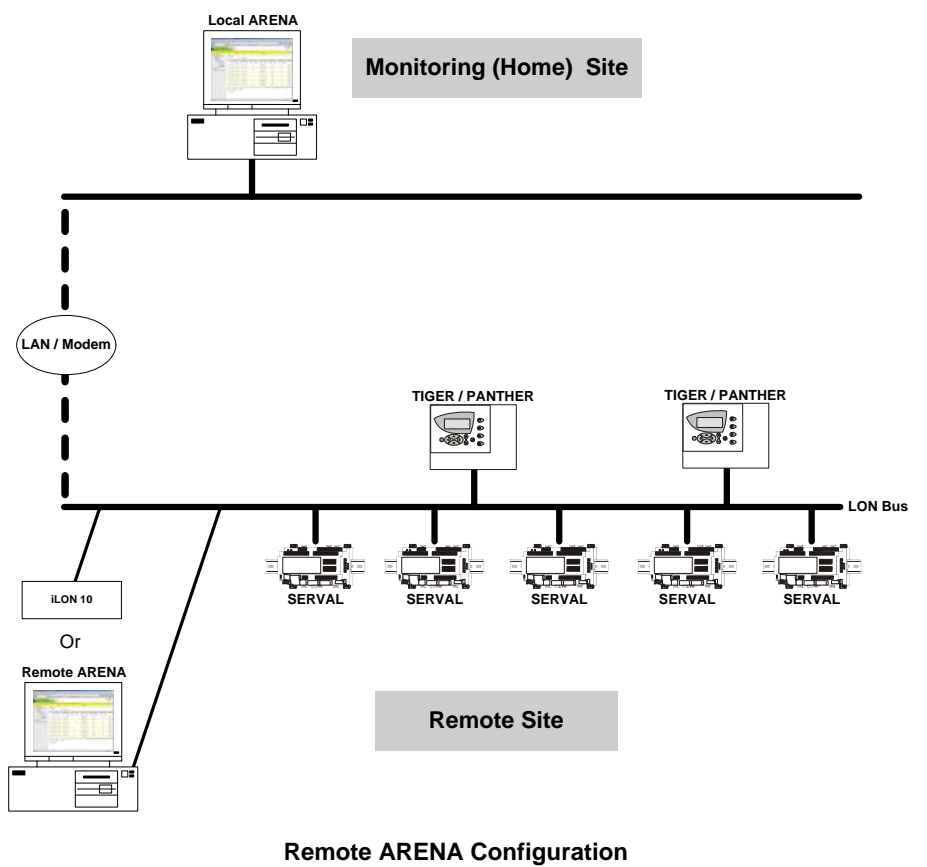 Local ARENA
Monitoring (Home) Site
LAN / Modem
TIGER / PANTHER
TIGER / PANTHER
LON Bus
SERVAL
SERVAL
SERVAL
SERVAL
SERVAL
iLON 10
Or
Remote ARENA
Remote Site
Remote ARENA Configuration